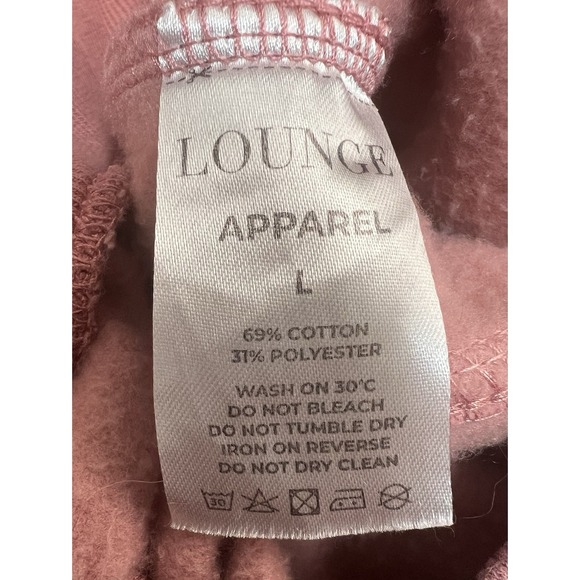 LOUNGE
APPAREL
L
69% COTTON
31% POLYESTER
WASH ON 30°C
DO NOT BLEACH
DO NOT TUMBLE DRY
IRON ON REVERSE
DO NOT DRY CLEAN
30